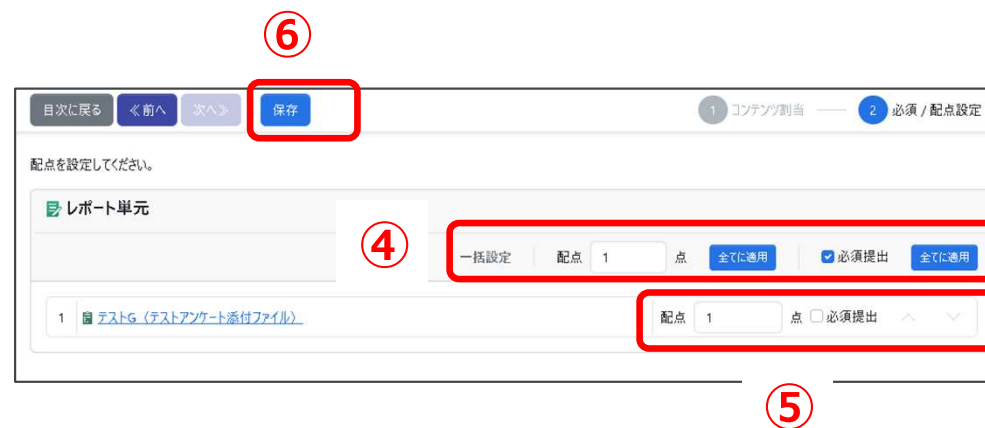 ⑥
目次に戻る ≪前へ 次へ≫ 保存 1 コンテンツ割当 2 必須 / 配点設定
配点を設定してください。
レポート単元
④ 一括設定 配点 1 点 全てに適用 必須提出 全てに適用
1 テストG（テストアンケート添付ファイル） 配点 1 点 必須提出
⑤